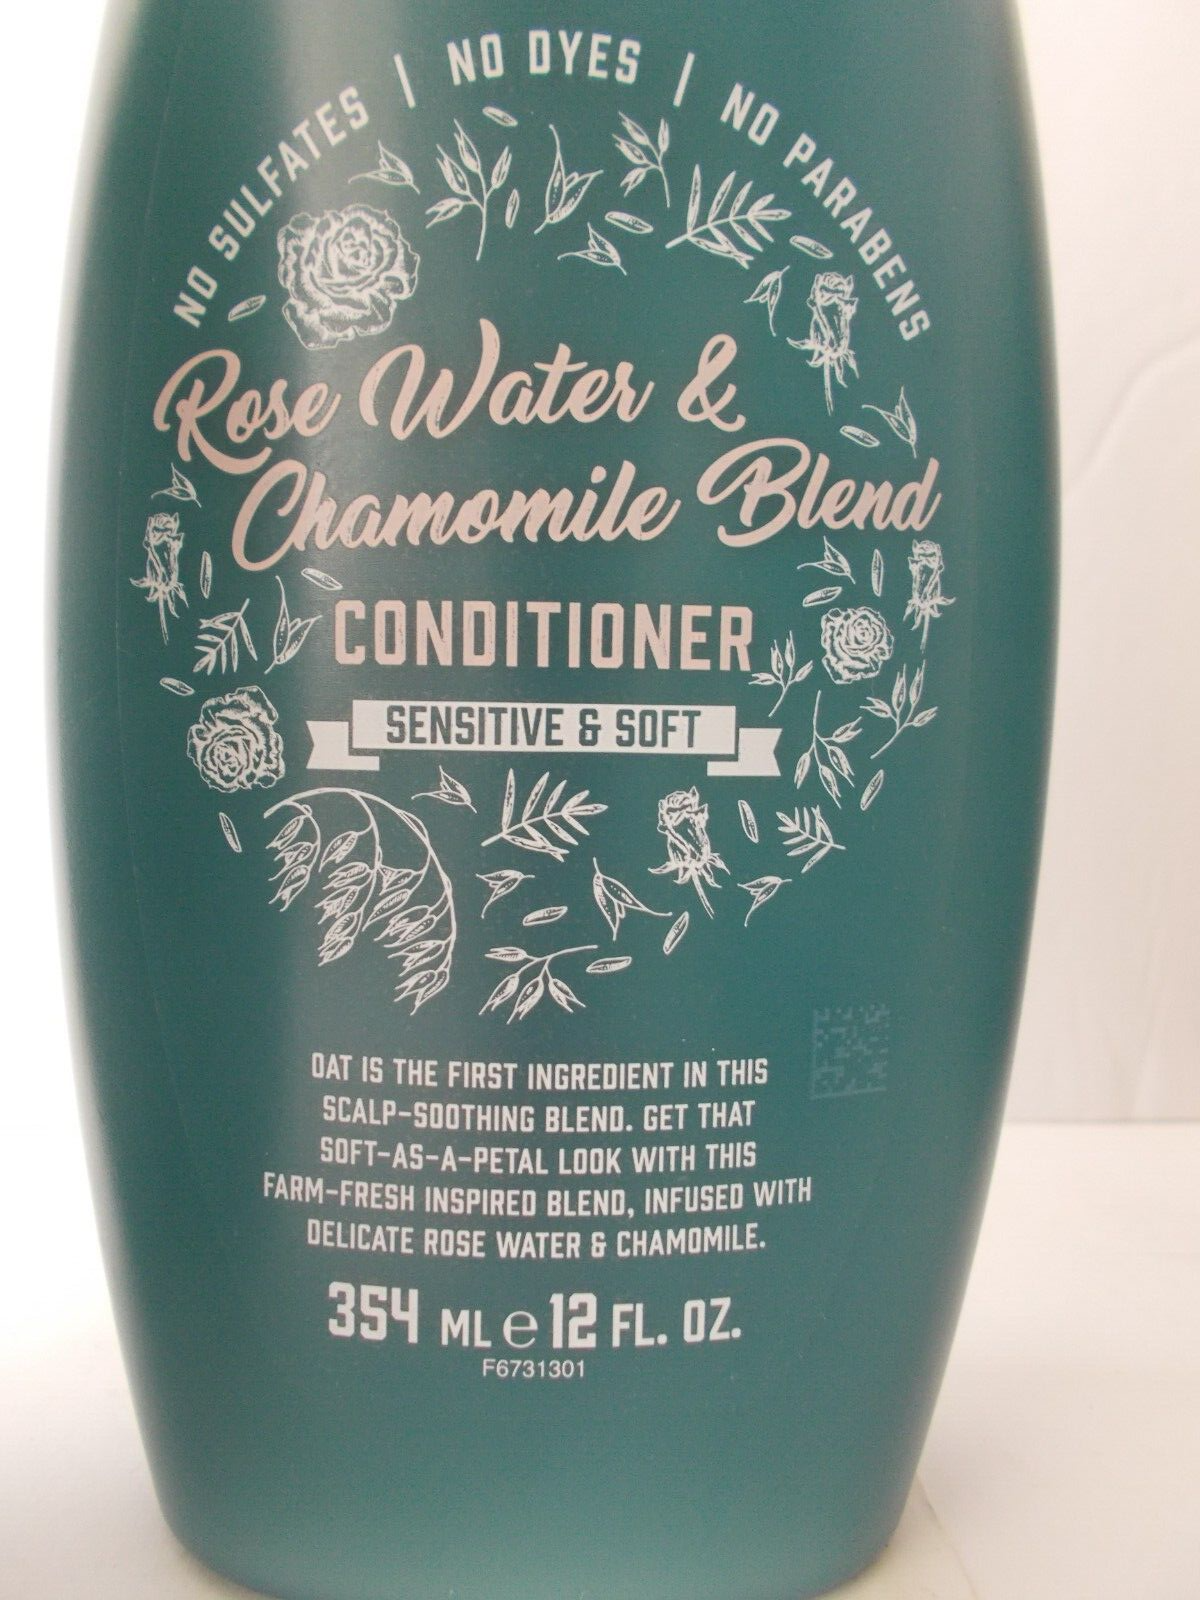 NO SULFATES | NO DYES | NO PARABENS
Rose Water &
Chamomile Blend
CONDITIONER
SENSITIVE & SOFT
OAT IS THE FIRST INGREDIENT IN THIS
SCALP-SOOTHING BLEND. GET THAT
SOFT-AS-A-PETAL LOOK WITH THIS
FARM-FRESH INSPIRED BLEND, INFUSED WITH
DELICATE ROSE WATER & CHAMOMILE.
354 ML ℮ 12 FL. OZ.
F6731301